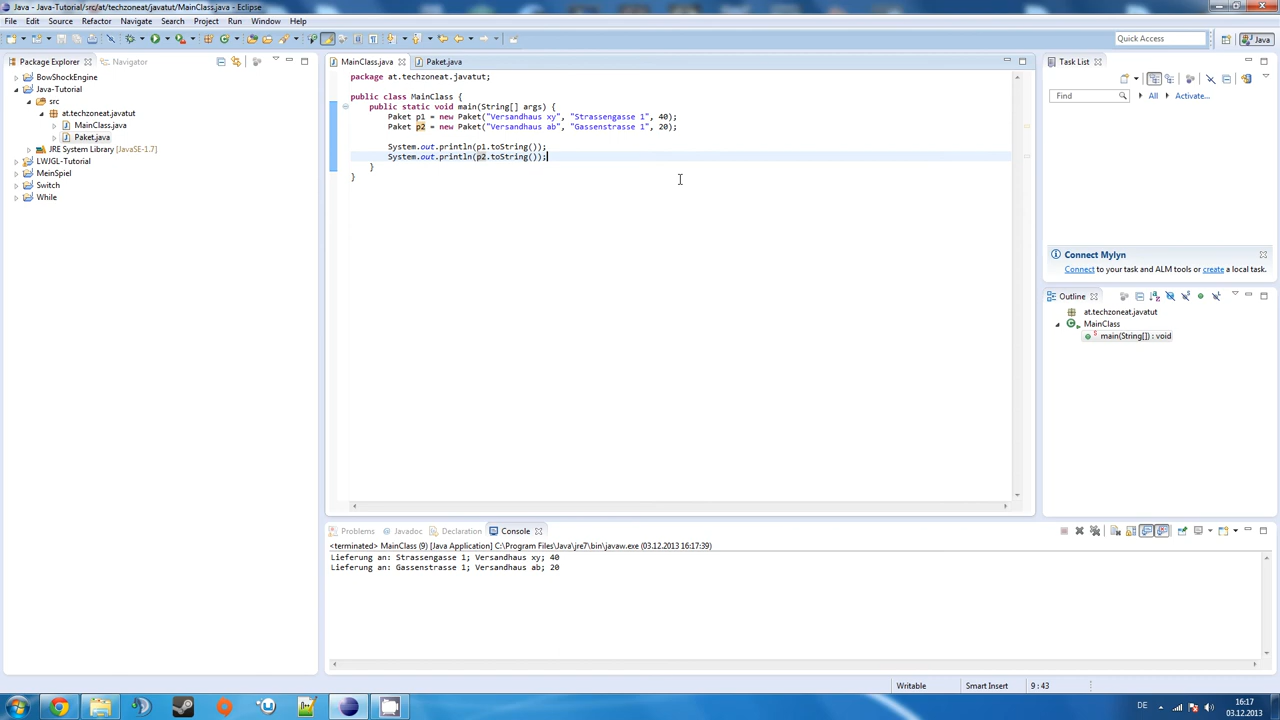 Java - Java-Tutorial/src/at/techzoneat/javatut/MainClass.java - Eclipse
File Edit Source Refactor Navigate Search Project Run Window Help
Quick Access
Java
Package Explorer
Navigator
BowShockEngine
Java-Tutorial
src
at.techzoneat.javatut
MainClass.java
Paket.java
JRE System Library [JavaSE-1.7]
LWJGL-Tutorial
MeinSpiel
Switch
While
MainClass.java
Paket.java
package at.techzoneat.javatut;
public class MainClass {
public static void main(String[] args) {
Paket p1 = new Paket("Versandhaus xy", "Strassengasse 1", 40);
Paket p2 = new Paket("Versandhaus ab", "Gassenstrasse 1", 20);
System.out.println(p1.toString());
System.out.println(p2.toString());
}
}
Task List
Find
All
Activate...
Connect Mylyn
Connect to your task and ALM tools or create a local task.
Outline
at.techzoneat.javatut
MainClass
main(String[]) : void
Problems
Javadoc
Declaration
Console
<terminated> MainClass (9) [Java Application] C:\Program Files\Java\jre7\bin\javaw.exe (03.12.2013 16:17:39)
Lieferung an: Strassengasse 1; Versandhaus xy; 40
Lieferung an: Gassenstrasse 1; Versandhaus ab; 20
Writable
Smart Insert
9 : 43
DE
16:17
03.12.2013